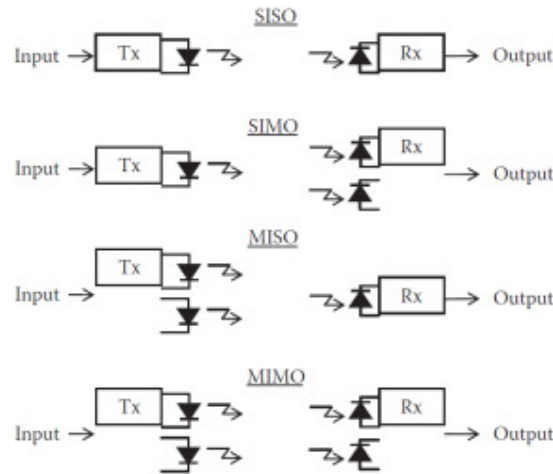 SISO
Input Tx Rx Output
SIMO
Input Tx Rx Output
MISO
Input Tx Rx Output
MIMO
Input Tx Rx Output